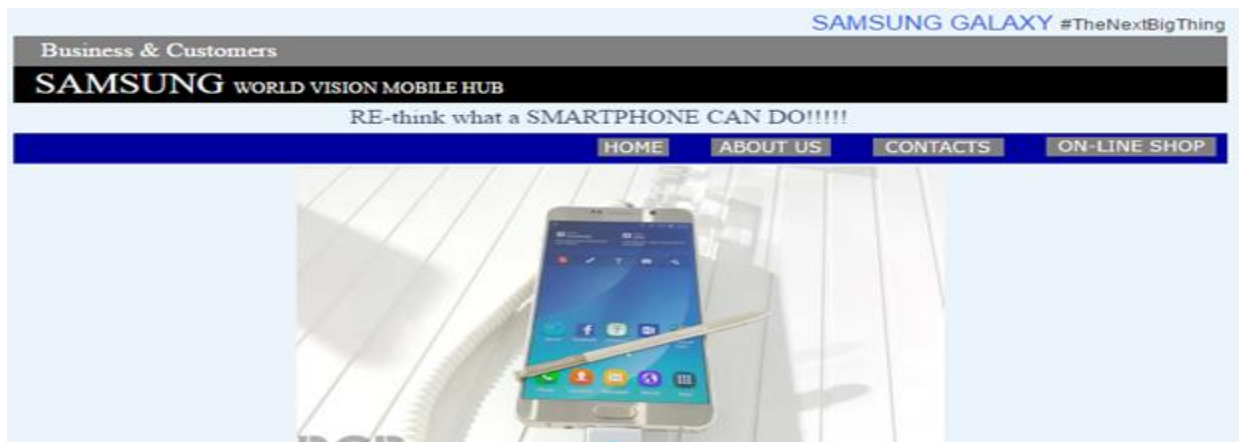 SAMSUNG GALAXY #TheNextBigThing
Business & Customers
SAMSUNG WORLD VISION MOBILE HUB
RE-think what a SMARTPHONE CAN DO!!!!!
HOME ABOUT US CONTACTS ON-LINE SHOP